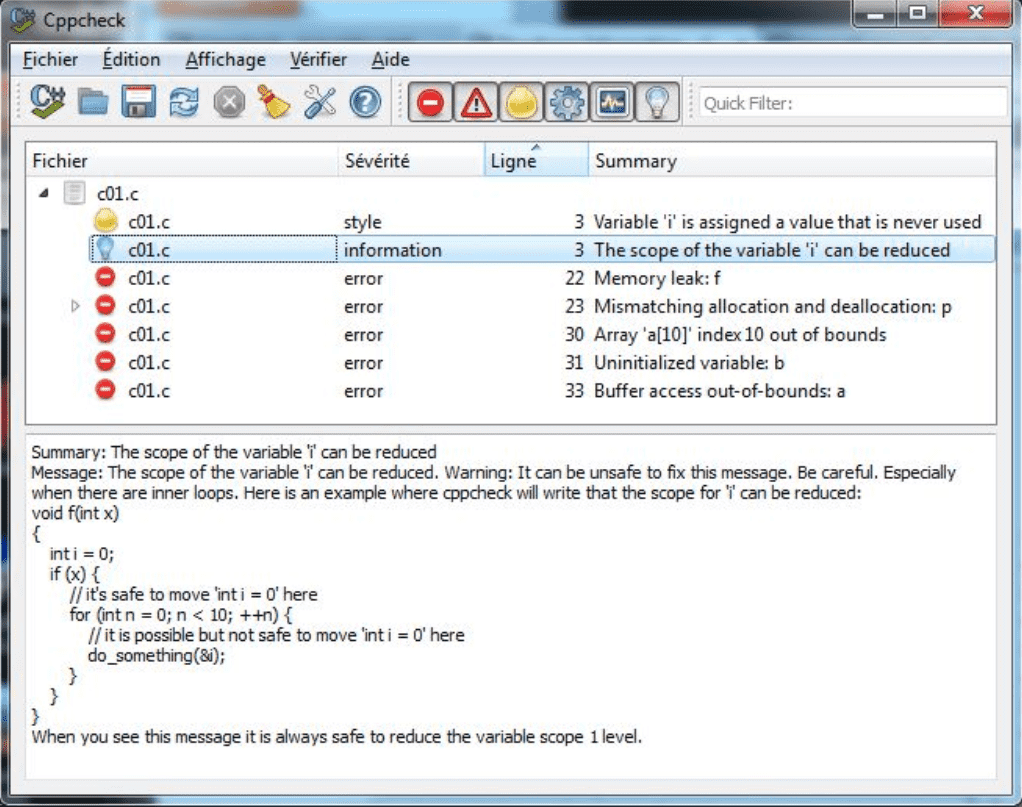 Cppcheck
Fichier Édition Affichage Vérifier Aide
Quick Filter:
Fichier Sévérité Ligne Summary
c01.c
c01.c style 3 Variable 'i' is assigned a value that is never used
c01.c information 3 The scope of the variable 'i' can be reduced
c01.c error 22 Memory leak: f
c01.c error 23 Mismatching allocation and deallocation: p
c01.c error 30 Array 'a[10]' index 10 out of bounds
c01.c error 31 Uninitialized variable: b
c01.c error 33 Buffer access out-of-bounds: a
Summary: The scope of the variable 'i' can be reduced
Message: The scope of the variable 'i' can be reduced. Warning: It can be unsafe to fix this message. Be careful. Especially
when there are inner loops. Here is an example where cppcheck will write that the scope for 'i' can be reduced:
void f(int x)
{
int i = 0;
if (x) {
// it's safe to move 'int i = 0' here
for (int n = 0; n < 10; ++n) {
// it is possible but not safe to move 'int i = 0' here
do_something(&i);
}
}
}
When you see this message it is always safe to reduce the variable scope 1 level.